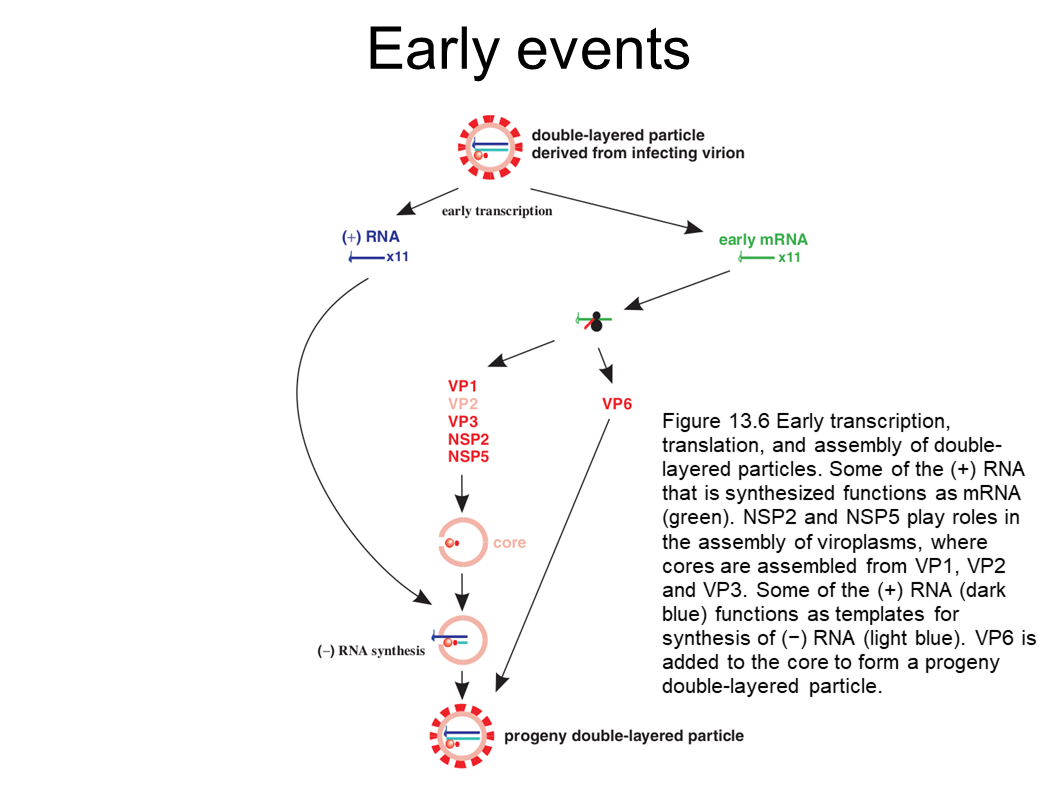 Early events
double-layered particle
derived from infecting virion
early transcription
(+) RNA
x11
early mRNA
x11
VP1
VP2
VP3
NSP2
NSP5
VP6
core
(−) RNA synthesis
progeny double-layered particle
Figure 13.6 Early transcription,
translation, and assembly of double-
layered particles. Some of the (+) RNA
that is synthesized functions as mRNA
(green). NSP2 and NSP5 play roles in
the assembly of viroplasms, where
cores are assembled from VP1, VP2
and VP3. Some of the (+) RNA (dark
blue) functions as templates for
synthesis of (−) RNA (light blue). VP6 is
added to the core to form a progeny
double-layered particle.